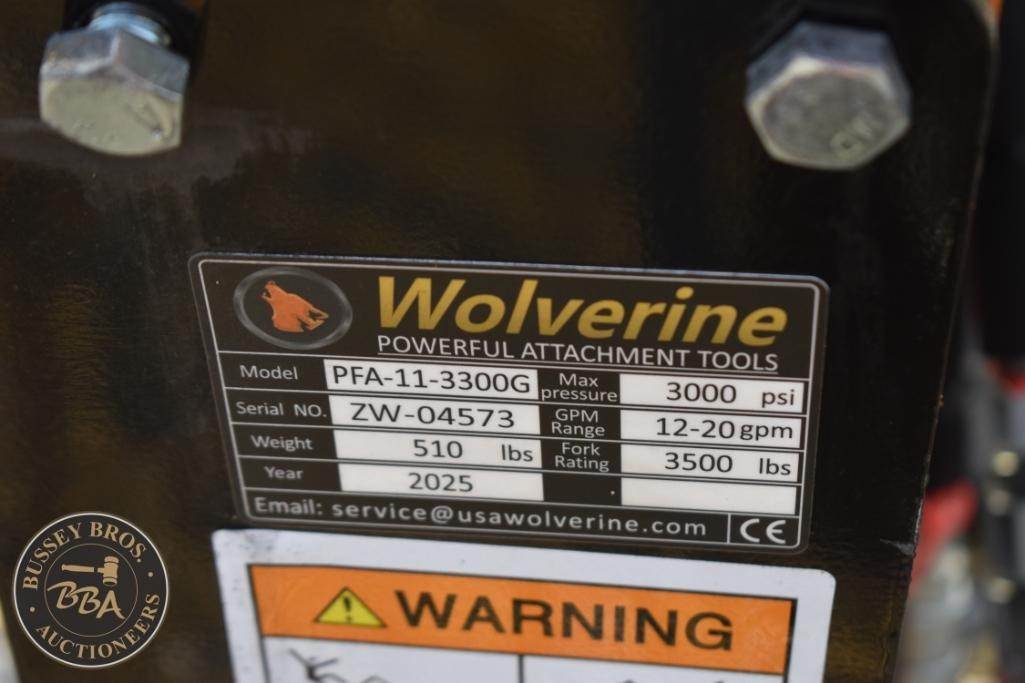 Wolverine
POWERFUL ATTACHMENT TOOLS
Model PFA-11-3300G Max pressure 3000 psi
Serial NO. ZW-04573 GPM Range 12-20 gpm
Weight 510 lbs Fork Rating 3500 lbs
Year 2025
Email: service@usawolverine.com CE
WARNING
BUSSEY BROS.
BBA
AUCTIONEERS